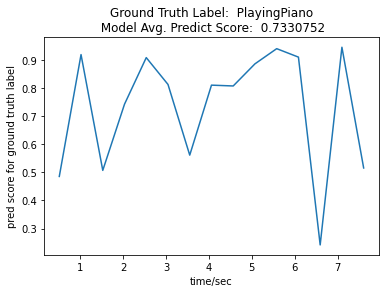 Ground Truth Label:  PlayingPiano
Model Avg. Predict Score:  0.7330752
pred score for ground truth label
0.9
0.8
0.7
0.6
0.5
0.4
0.3
1 2 3 4 5 6 7
time/sec